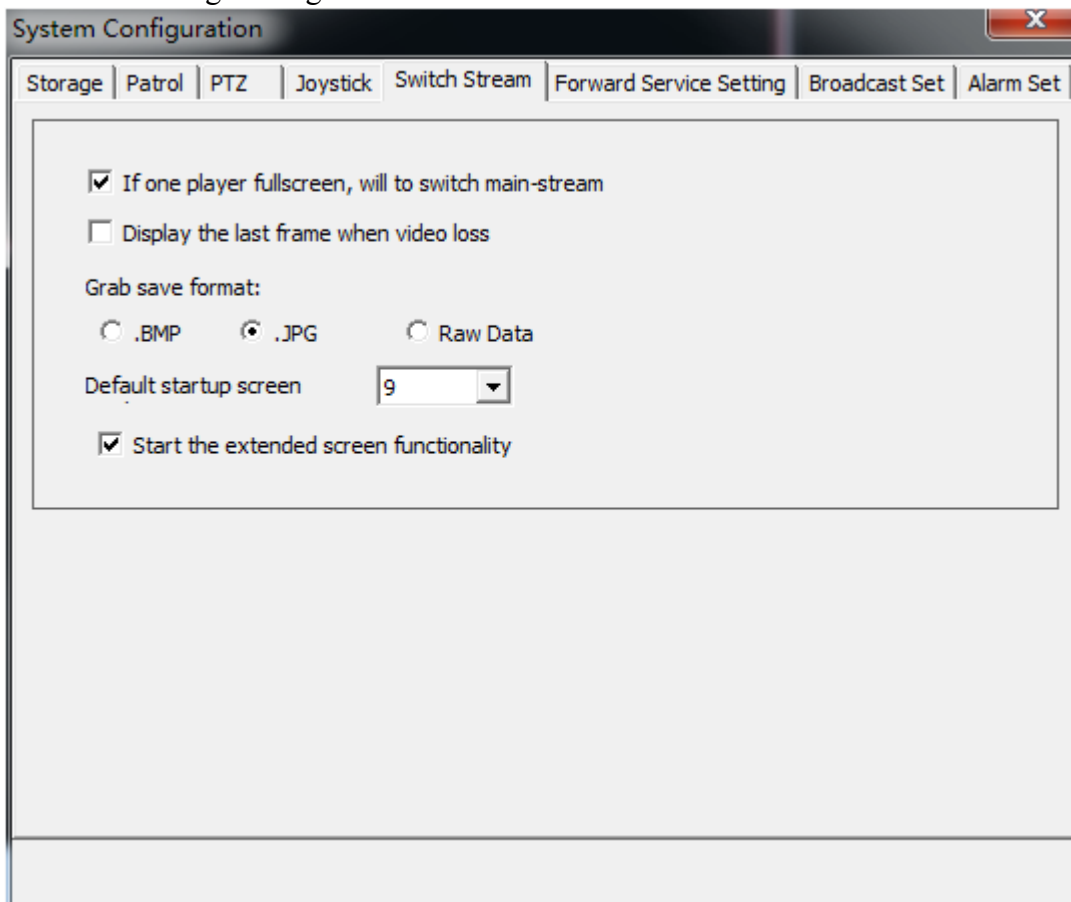 System Configuration
Storage Patrol PTZ Joystick Switch Stream Forward Service Setting Broadcast Set Alarm Set
If one player fullscreen, will to switch main-stream
Display the last frame when video loss
Grab save format:
.BMP .JPG Raw Data
Default startup screen 9
Start the extended screen functionality